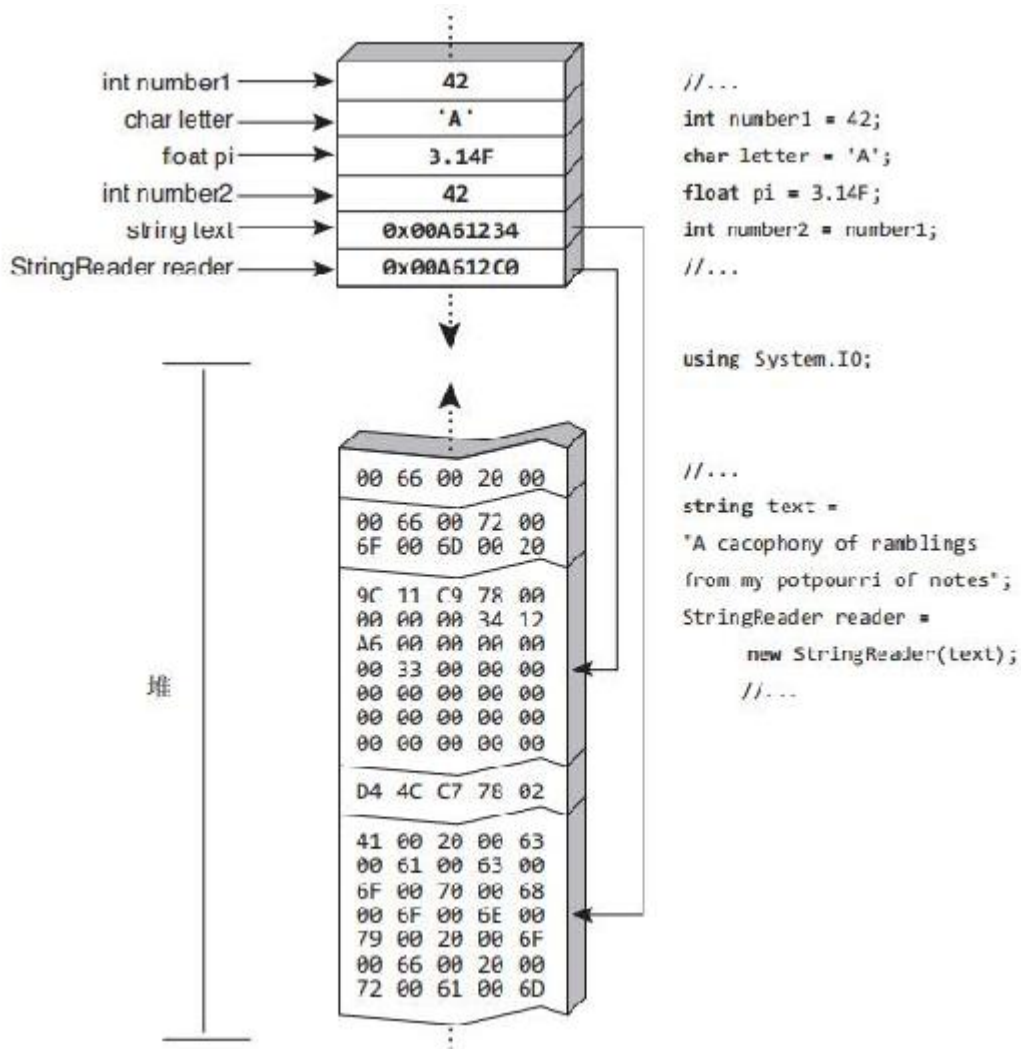 int number1
char letter
float pi
int number2
string text
StringReader reader
42
'A'
3.14F
42
0x00A61234
0x00A612C0
//...
int number1 = 42;
char letter = 'A';
float pi = 3.14F;
int number2 = number1;
//...
using System.IO;
//...
string text =
"A cacophony of ramblings
from my potpourri of notes";
StringReader reader =
new StringReader(text);
//...
堆
00 66 00 20 00
00 66 00 72 00
6F 00 6D 00 20
9C 11 C9 78 00
00 00 00 34 12
A6 00 00 00 00
00 33 00 00 00
00 00 00 00 00
00 00 00 00 00
00 00 00 00 00
D4 4C C7 78 02
41 00 20 00 63
00 61 00 63 00
6F 00 70 00 68
00 6F 00 6E 00
79 00 20 00 6F
00 66 00 20 00
72 00 61 00 6D